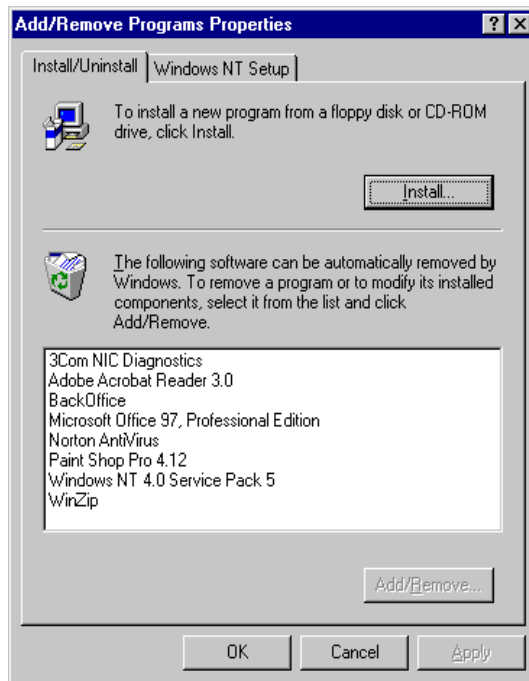 Add/Remove Programs Properties
Install/Uninstall
Windows NT Setup
To install a new program from a floppy disk or CD-ROM
drive, click Install.
Install...
The following software can be automatically removed by
Windows. To remove a program or to modify its installed
components, select it from the list and click
Add/Remove.
3Com NIC Diagnostics
Adobe Acrobat Reader 3.0
BackOffice
Microsoft Office 97, Professional Edition
Norton AntiVirus
Paint Shop Pro 4.12
Windows NT 4.0 Service Pack 5
WinZip
Add/Remove...
OK
Cancel
Apply